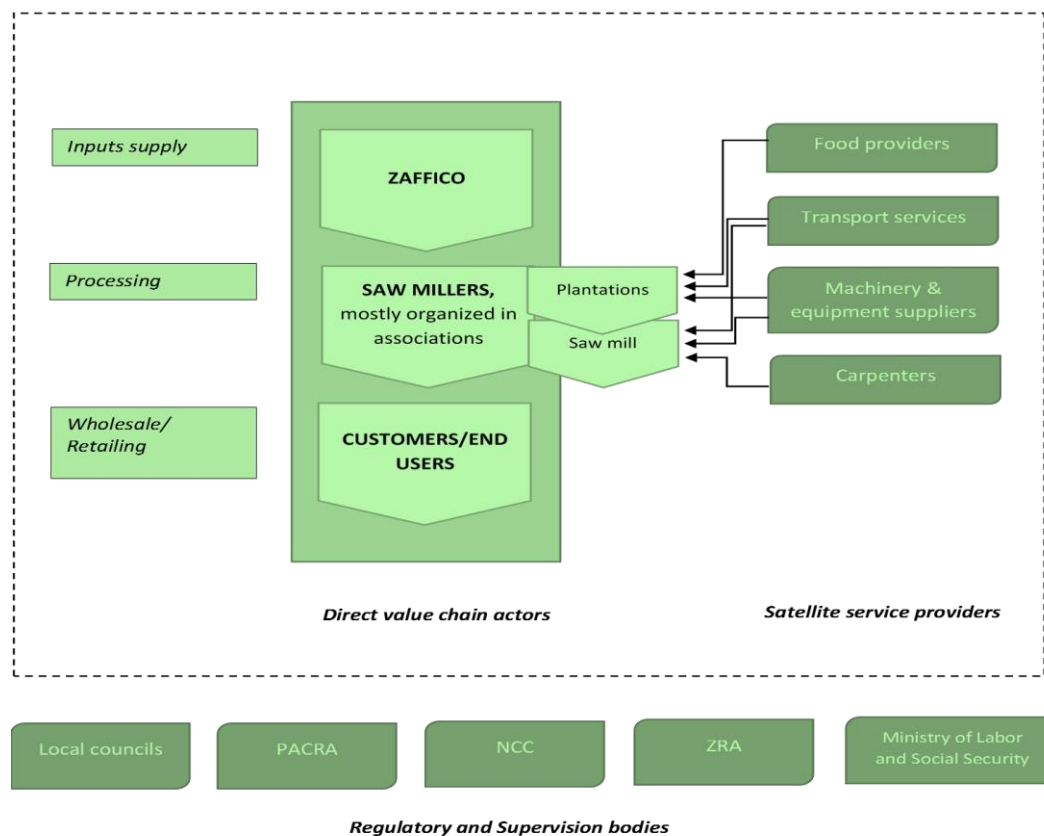 Inputs supply
ZAFFICO
Food providers
Transport services
Processing
SAW MILLERS,
mostly organized in
associations
Plantations
Saw mill
Machinery &
equipment suppliers
Carpenters
Wholesale/
Retailing
CUSTOMERS/END
USERS
Direct value chain actors
Satellite service providers
Local councils
PACRA
NCC
ZRA
Ministry of Labor
and Social Security
Regulatory and Supervision bodies